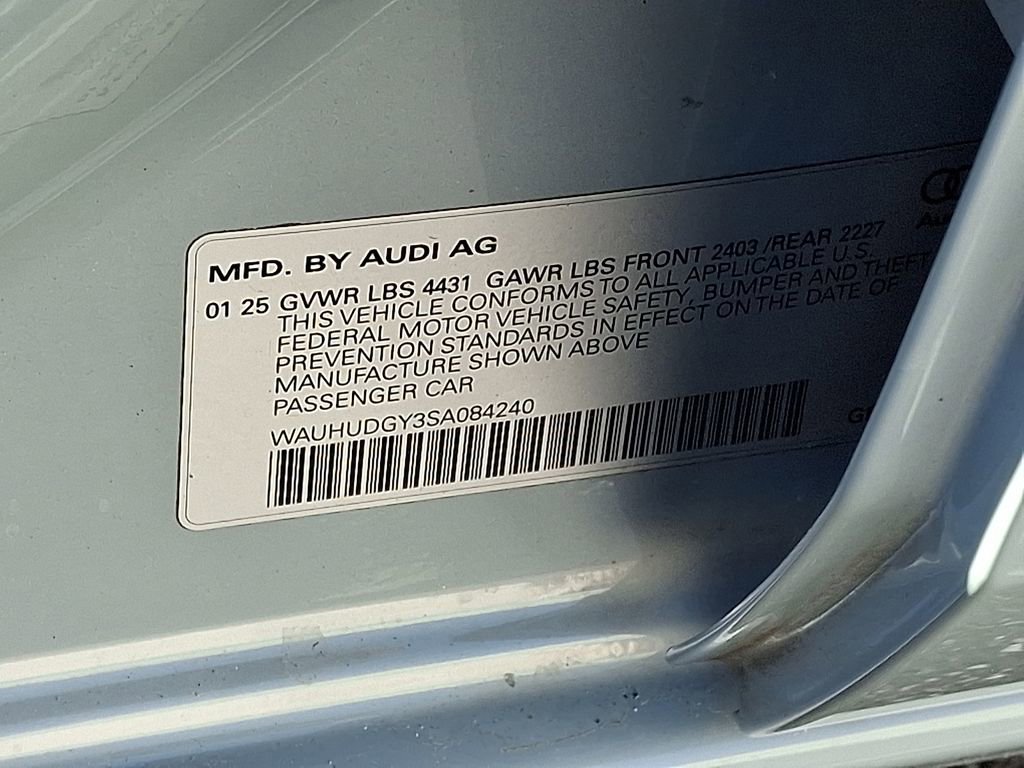 MFD. BY AUDI AG
01 25 GVWR LBS 4431 GAWR LBS FRONT 2403 /REAR 2227
THIS VEHICLE CONFORMS TO ALL APPLICABLE U.S.
FEDERAL MOTOR VEHICLE SAFETY, BUMPER AND THEFT
PREVENTION STANDARDS IN EFFECT ON THE DATE OF
MANUFACTURE SHOWN ABOVE
PASSENGER CAR
WAUHUDGY3SA084240